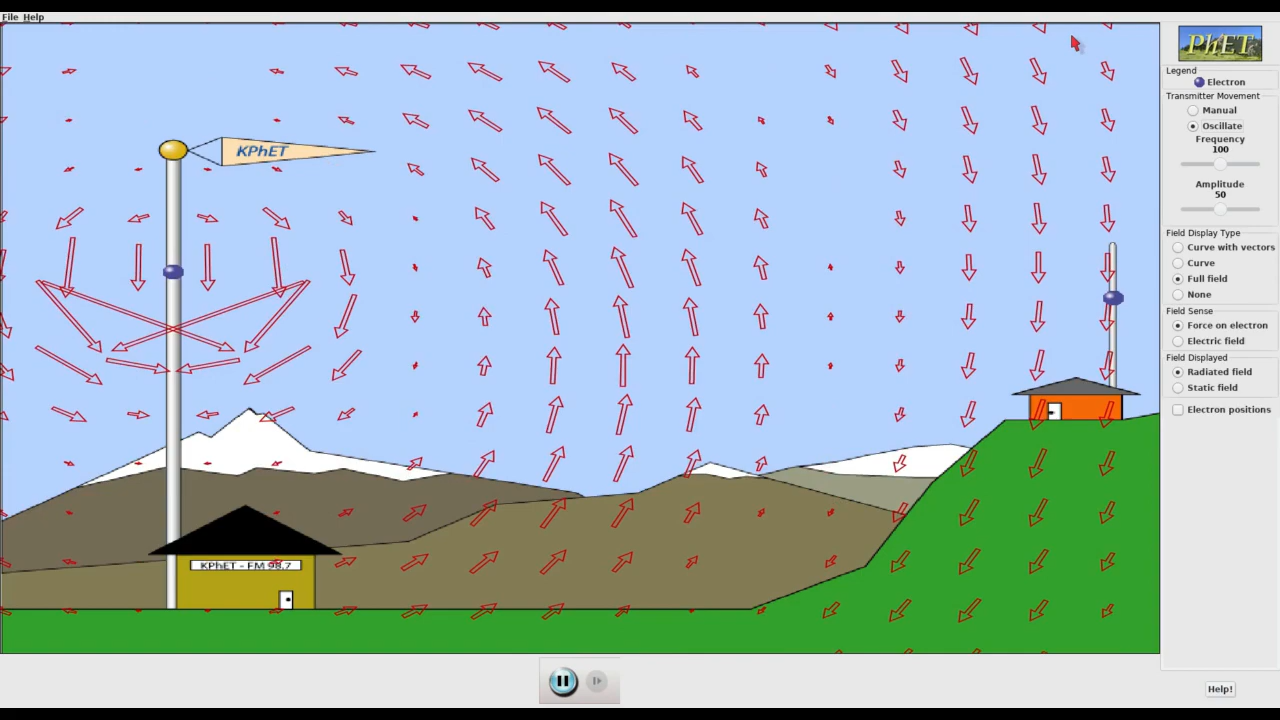 File Help
PhET
Legend
Electron
Transmitter Movement
Manual
Oscillate
Frequency
100
Amplitude
50
Field Display Type
Curve with vectors
Curve
Full field
None
Field Sense
Force on electron
Electric field
Field Displayed
Radiated field
Static field
Electron positions
KPhET
KPhET - FM 98.7
Help!